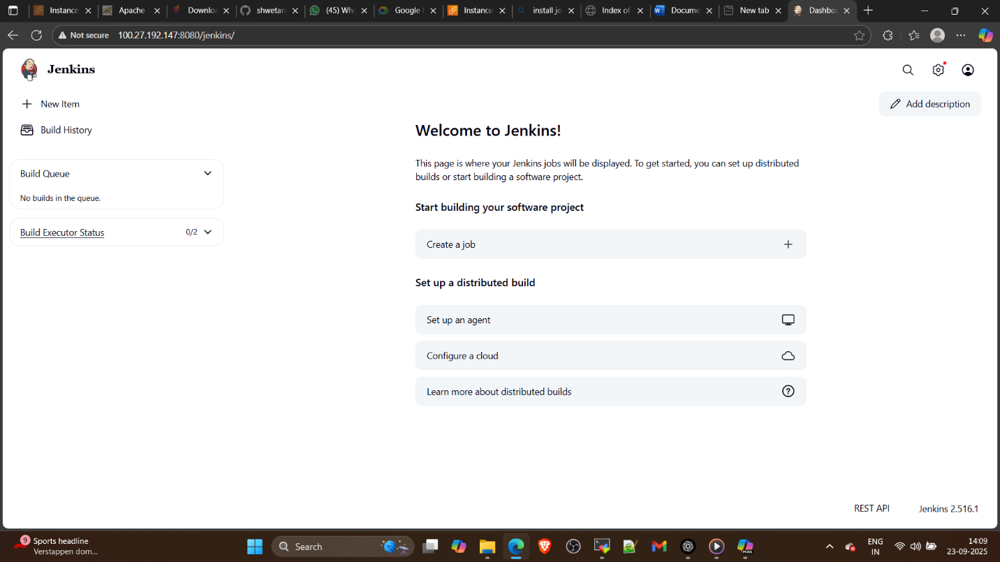 Instance
Apache
Downloa
shwetara
(45) Wha
Google
Instance
install je
Index of
Docume
New tab
Dashboa
Not secure
100.27.192.147:8080/jenkins/
Jenkins
New Item
Add description
Build History
Welcome to Jenkins!
This page is where your Jenkins jobs will be displayed. To get started, you can set up distributed
builds or start building a software project.
Build Queue
No builds in the queue.
Start building your software project
Build Executor Status 0/2
Create a job
Set up a distributed build
Set up an agent
Configure a cloud
Learn more about distributed builds
REST API
Jenkins 2.516.1
9
Sports headline
Verstappen dom...
Search
M365
ENG
IN
14:09
23-09-2025